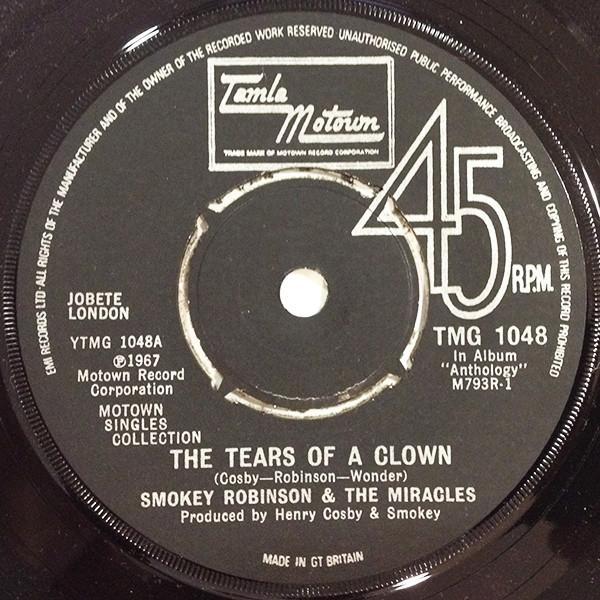 EMI RECORDS LTD·ALL RIGHTS OF THE MANUFACTURER AND OF THE OWNER OF THE RECORDED WORK RESERVED UNAUTHORISED PUBLIC PERFORMANCE BROADCASTING AND COPYING OF THIS RECORD PROHIBITED
Tamla
Motown
TRADE MARK OF MOTOWN RECORD CORPORATION
45
R.P.M.
JOBETE
LONDON
YTMG 1048A
℗1967
Motown Record
Corporation
MOTOWN
SINGLES
COLLECTION
TMG 1048
In Album
"Anthology"
M793R-1
THE TEARS OF A CLOWN
(Cosby—Robinson—Wonder)
SMOKEY ROBINSON & THE MIRACLES
Produced by Henry Cosby & Smokey
MADE IN GT BRITAIN